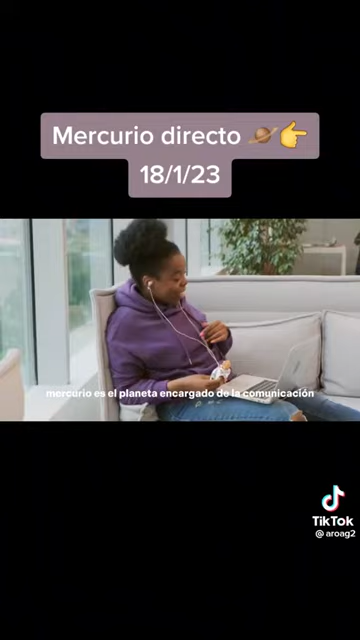 Mercurio directo 🪐👉
18/1/23
mercurio es el planeta encargado de la comunicación
TikTok
@ aroag2